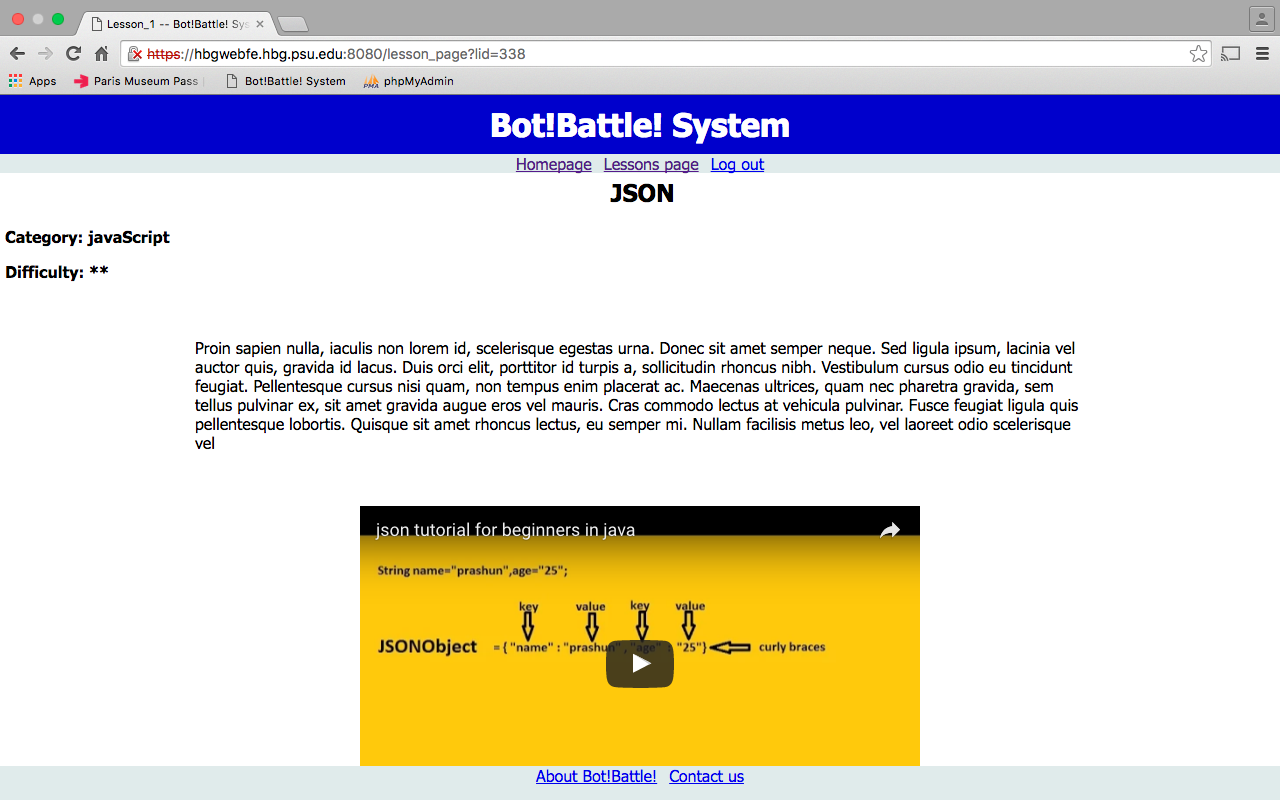 Lesson_1 -- Bot!Battle! Sys
https://hbgwebfe.hbg.psu.edu:8080/lesson_page?lid=338
Apps Paris Museum Pass Bot!Battle! System phpMyAdmin
Bot!Battle! System
Homepage Lessons page Log out
JSON
Category: javaScript
Difficulty: **
Proin sapien nulla, iaculis non lorem id, scelerisque egestas urna. Donec sit amet semper neque. Sed ligula ipsum, lacinia vel
auctor quis, gravida id lacus. Duis orci elit, porttitor id turpis a, sollicitudin rhoncus nibh. Vestibulum cursus odio eu tincidunt
feugiat. Pellentesque cursus nisi quam, non tempus enim placerat ac. Maecenas ultrices, quam nec pharetra gravida, sem
tellus pulvinar ex, sit amet gravida augue eros vel mauris. Cras commodo lectus at vehicula pulvinar. Fusce feugiat ligula quis
pellentesque lobortis. Quisque sit amet rhoncus lectus, eu semper mi. Nullam facilisis metus leo, vel laoreet odio scelerisque
vel
json tutorial for beginners in java
String name="prashun",age="25";
key value key value
JSONObject = { "name" : "prashun" , "age" : "25"} curly braces
About Bot!Battle! Contact us